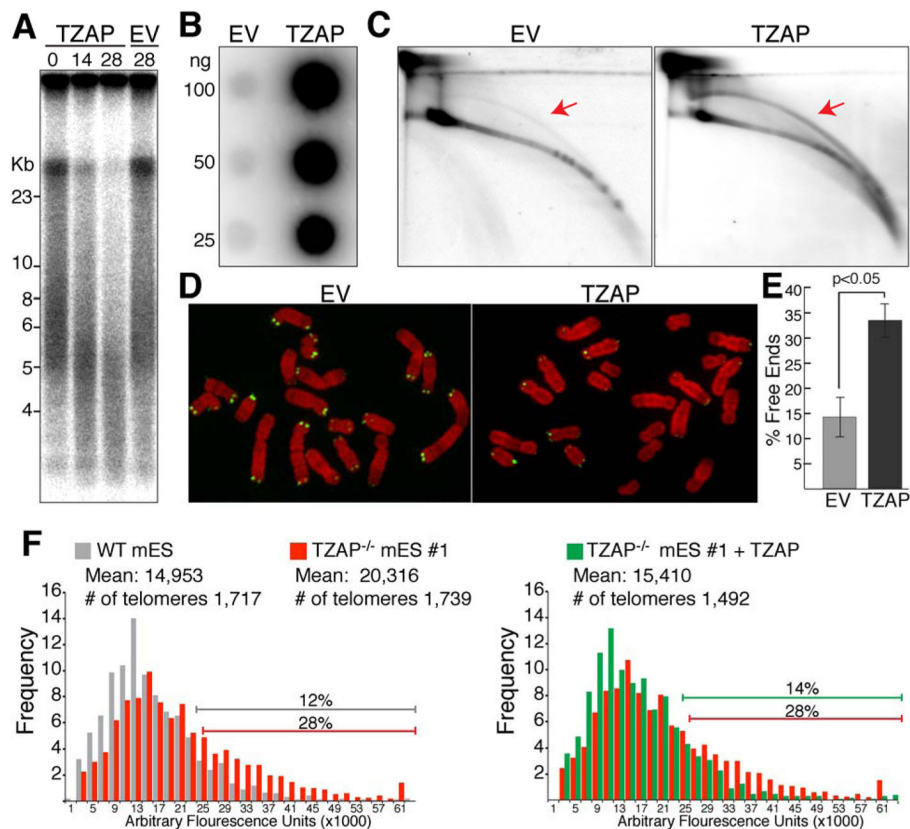 A
TZAP EV
0 14 28 28
Kb
23
10
8
6
5
4
B
EV TZAP
ng
100
50
25
C
EV TZAP
D
EV TZAP
E
p<0.05
% Free Ends
40
35
30
35
20
15
10
5
EV TZAP
F
WT mES
Mean: 14,953
# of telomeres 1,717
TZAP-/- mES #1
Mean: 20,316
# of telomeres 1,739
Frequency
16
14
12
10
8
6
4
2
12%
28%
1 5 9 13 17 21 25 29 33 37 41 45 49 53 57 61
Arbitrary Flourescence Units (x1000)
TZAP-/- mES #1 + TZAP
Mean: 15,410
# of telomeres 1,492
Frequency
16
14
12
10
8
6
4
2
14%
28%
1 5 9 13 17 21 25 29 33 37 41 45 49 53 57 61
Arbitrary Flourescence Units (x1000)